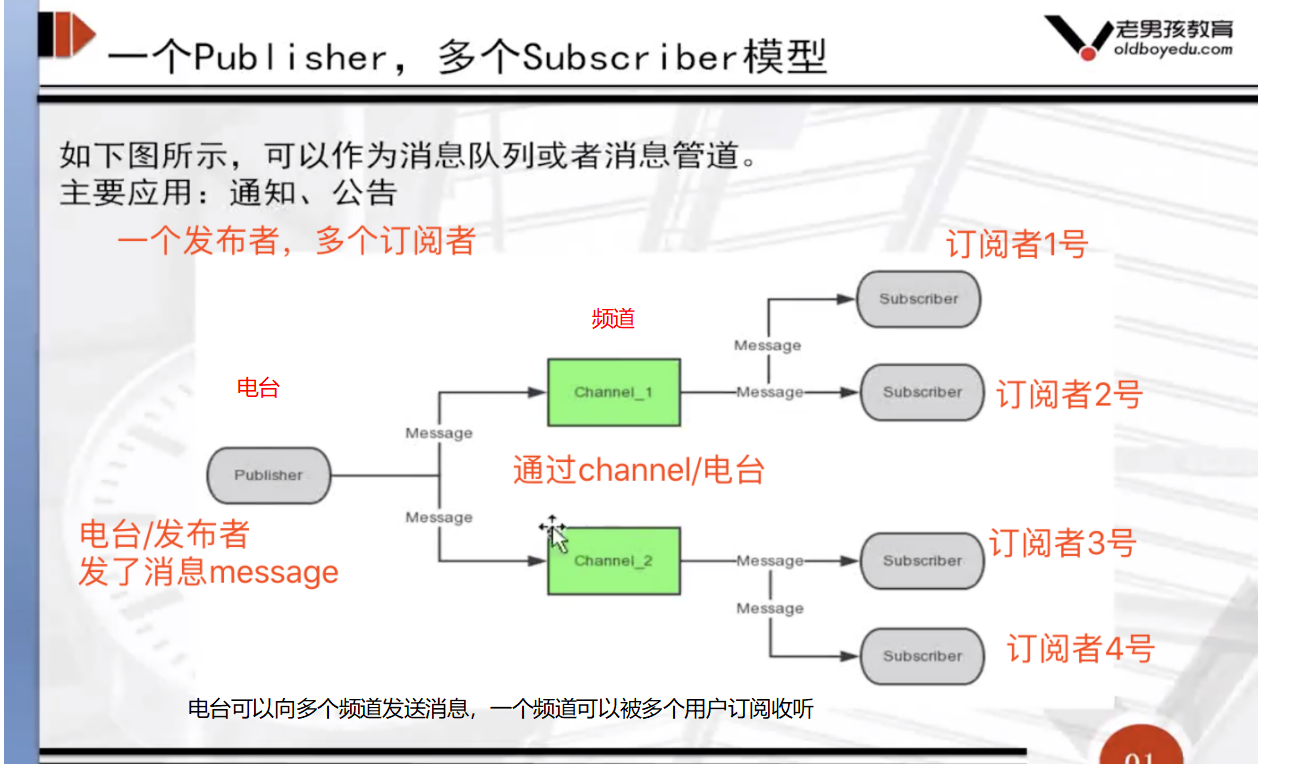 一个Publisher，多个Subscriber模型
老男孩教育
oldboyedu.com
如下图所示，可以作为消息队列或者消息管道。
主要应用：通知、公告
一个发布者，多个订阅者
订阅者1号
Subscriber
频道
Message
电台
Channel_1
Message
Subscriber
订阅者2号
Message
Publisher
通过channel/电台
Message
电台/发布者
发了消息message
Channel_2
Message
Subscriber
订阅者3号
Message
Subscriber
订阅者4号
电台可以向多个频道发送消息，一个频道可以被多个用户订阅收听
01